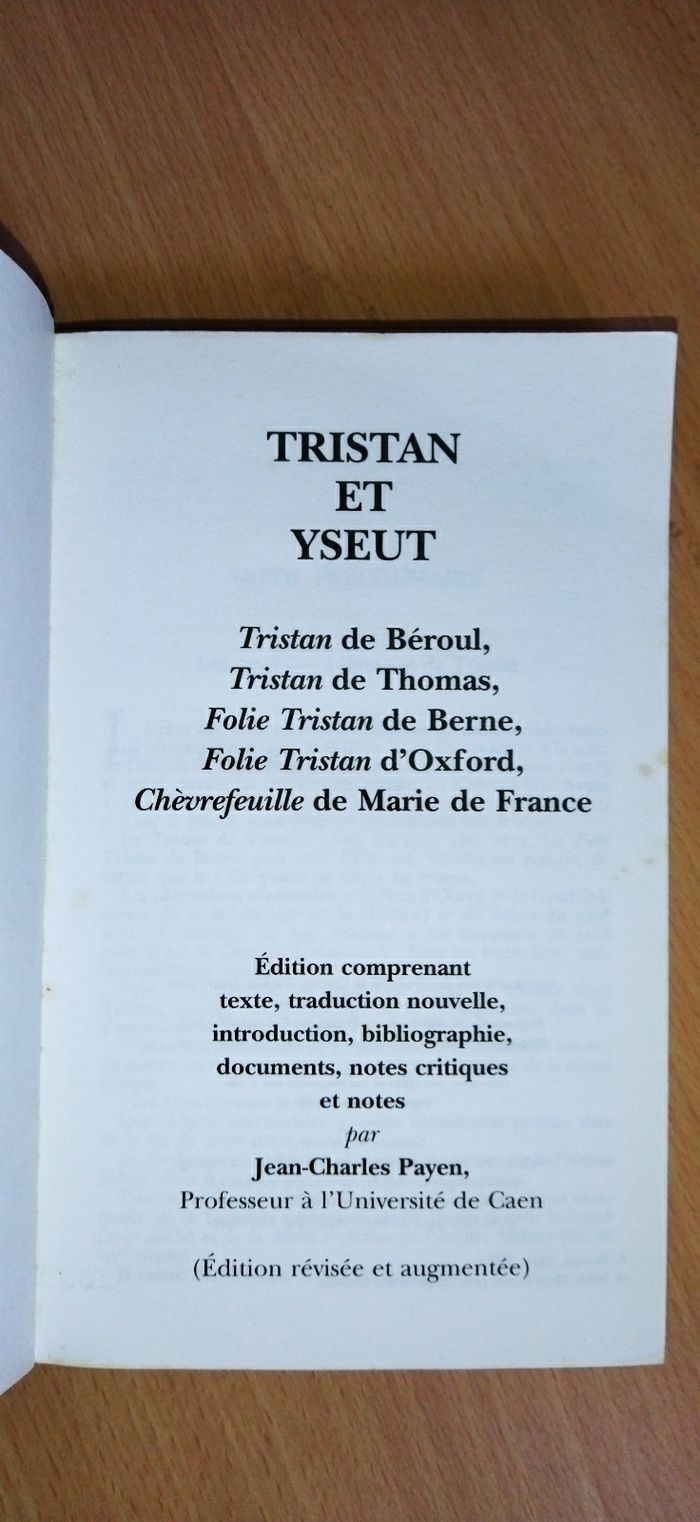 TRISTAN
ET
YSEUT
Tristan de Béroul,
Tristan de Thomas,
Folie Tristan de Berne,
Folie Tristan d'Oxford,
Chèvrefeuille de Marie de France
Édition comprenant
texte, traduction nouvelle,
introduction, bibliographie,
documents, notes critiques
et notes
par
Jean-Charles Payen,
Professeur à l'Université de Caen
(Édition révisée et augmentée)